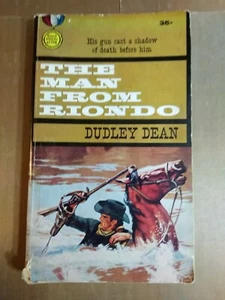 35¢
His gun cast a shadow
of death before him
THE
MAN
FROM
RIONDO
DUDLEY DEAN